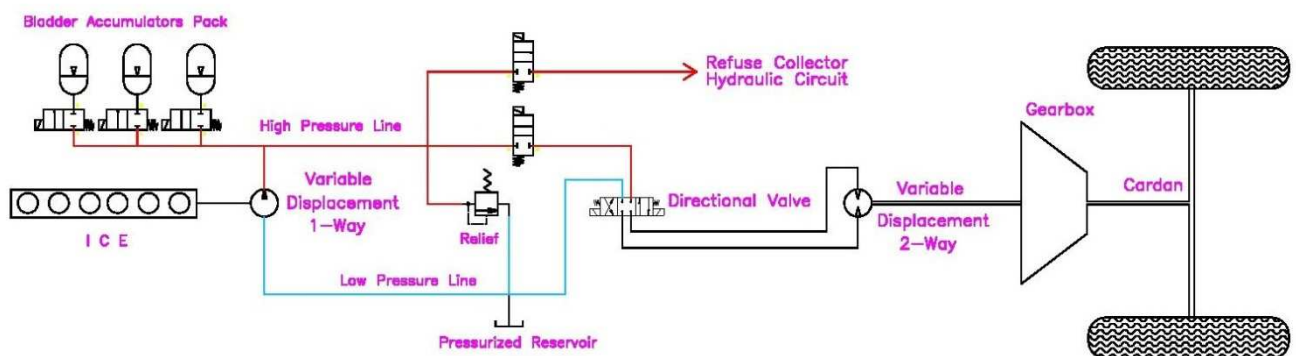 Bladder Accumulators Pack
Refuse Collector
Hydraulic Circuit
Gearbox
High Pressure Line
Variable
Displacement
1-Way
Directional Valve
Variable
Displacement
2-Way
Cardan
I C E
Relief
Low Pressure Line
Pressurized Reservoir